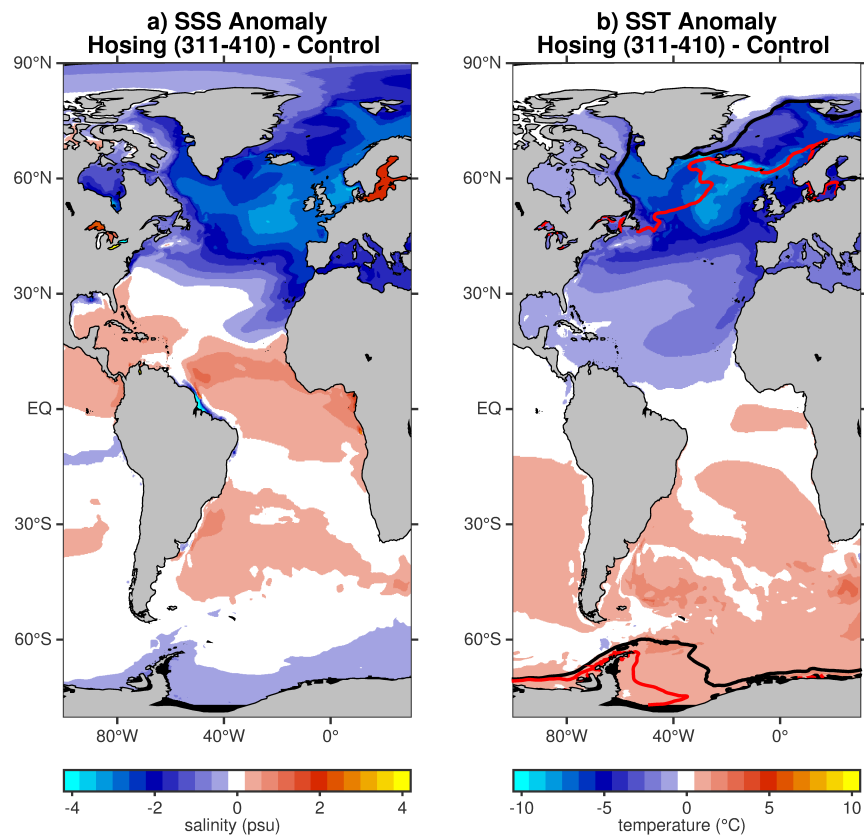 a) SSS Anomaly
Hosing (311-410) - Control
b) SST Anomaly
Hosing (311-410) - Control
90°N
60°N
30°N
EQ
30°S
60°S
80°W
40°W
0°
90°N
60°N
30°N
EQ
30°S
60°S
80°W
40°W
0°
-4
-2
0
2
4
salinity (psu)
-10
-5
0
5
10
temperature (°C)